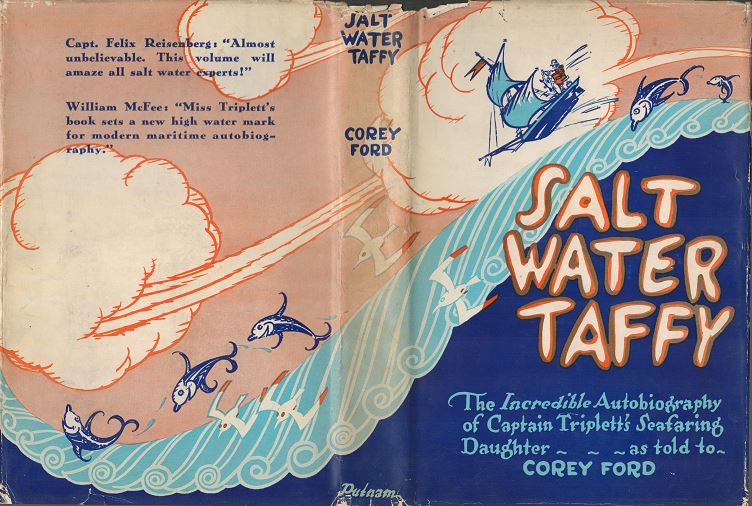 Capt. Felix Reisenberg: "Almost
unbelievable. This volume will
amaze all salt water experts!"
William McFee: "Miss Triplett's
book sets a new high water mark
for modern maritime autobiog-
raphy."
SALT
WATER
TAFFY
COREY
FORD
Putnam
SALT
WATER
TAFFY
The Incredible Autobiography
of Captain Triplett's Seafaring
Daughter ~ ~ ~ as told to ~
COREY FORD